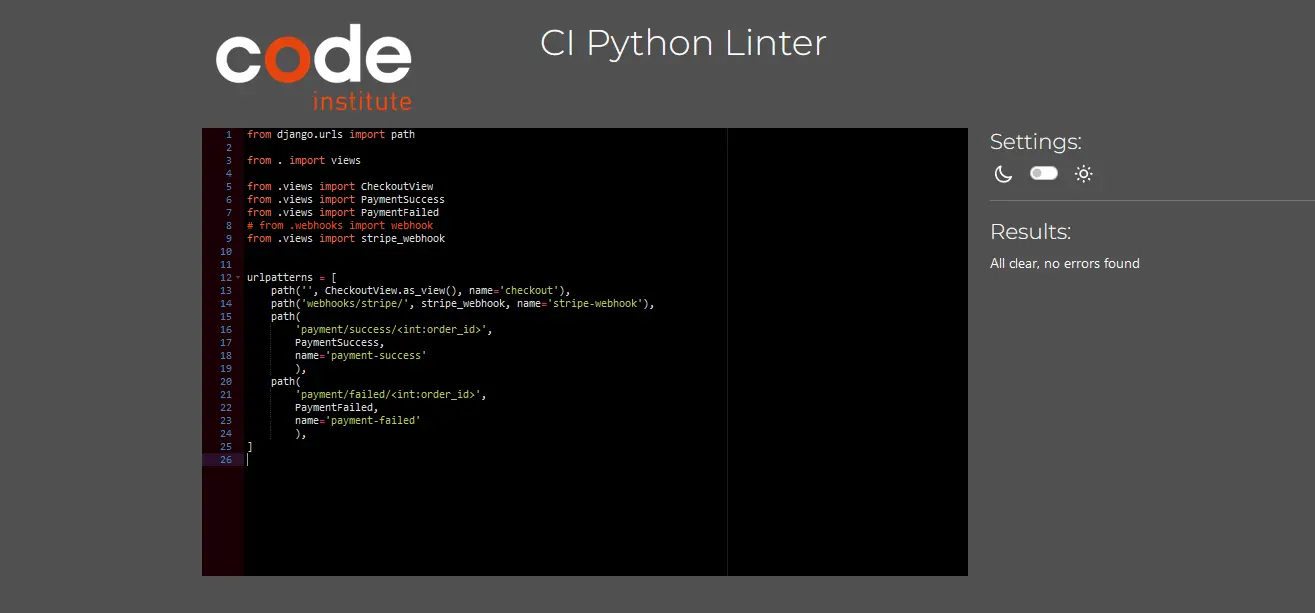 code
institute
CI Python Linter
1 from django.urls import path
2
3 from . import views
4
5 from .views import CheckoutView
6 from .views import PaymentSuccess
7 from .views import PaymentFailed
8 # from .webhooks import webhook
9 from .views import stripe_webhook
10
11
12 urlpatterns = [
13     path('', CheckoutView.as_view(), name='checkout'),
14     path('webhooks/stripe/', stripe_webhook, name='stripe-webhook'),
15     path(
16         'payment/success/<int:order_id>',
17         PaymentSuccess,
18         name='payment-success'
19         ),
20     path(
21         'payment/failed/<int:order_id>',
22         PaymentFailed,
23         name='payment-failed'
24         ),
25 ]
26
Settings:
Results:
All clear, no errors found